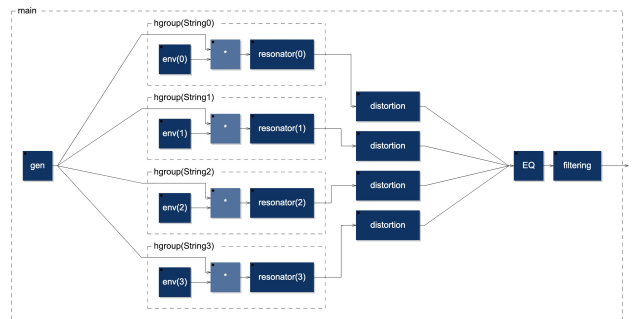 main
hgroup(String0)
env(0)
*
resonator(0)
hgroup(String1)
env(1)
*
resonator(1)
hgroup(String2)
env(2)
*
resonator(2)
hgroup(String3)
env(3)
*
resonator(3)
gen
distortion
distortion
distortion
distortion
EQ
filtering